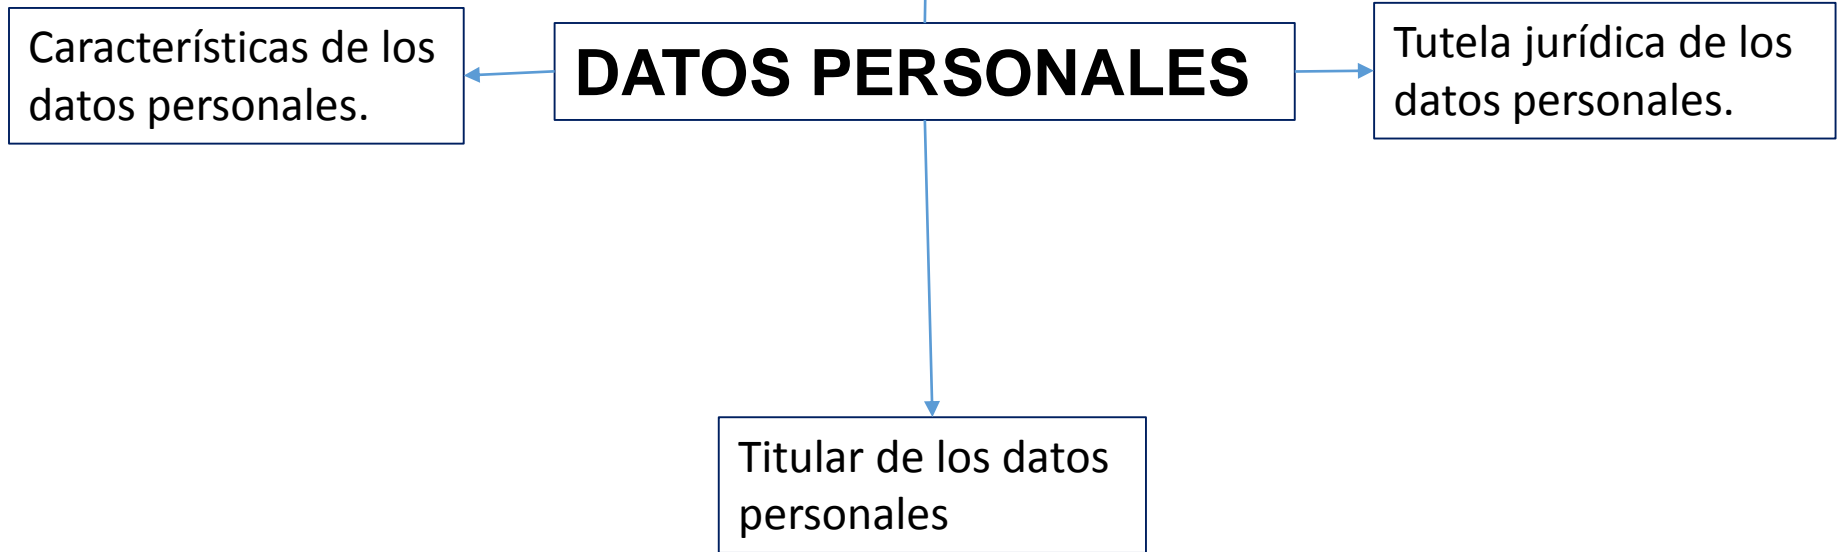 Características de los
datos personales.
DATOS PERSONALES
Tutela jurídica de los
datos personales.
Titular de los datos
personales